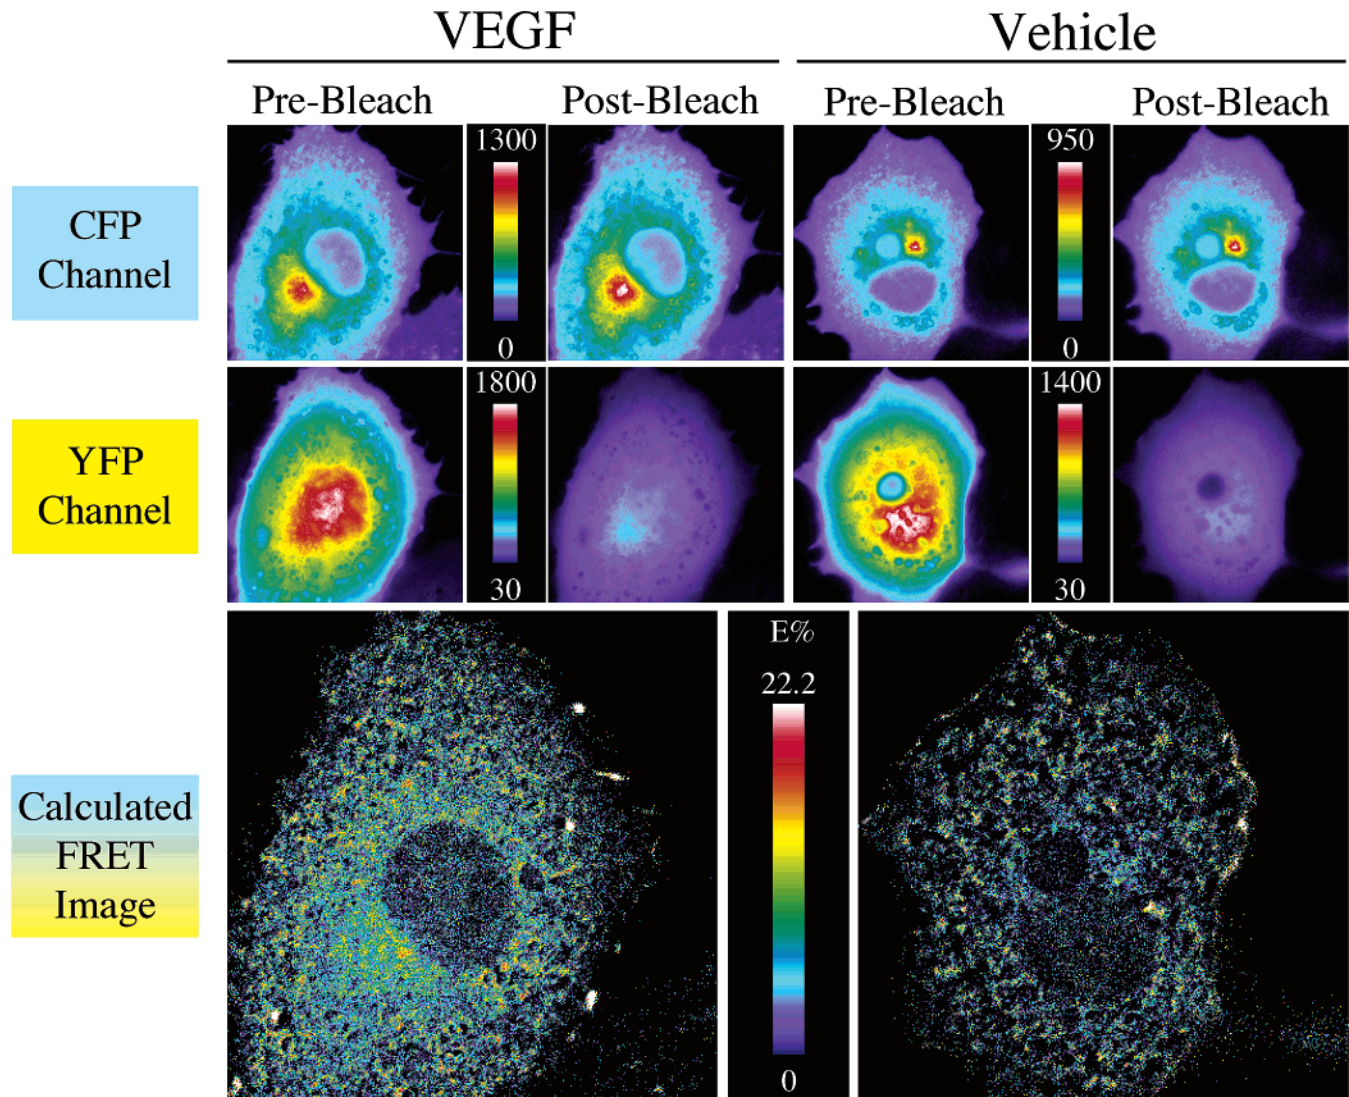 VEGF
Vehicle
Pre-Bleach
Post-Bleach
Pre-Bleach
Post-Bleach
CFP
Channel
1300
0
950
0
YFP
Channel
1800
30
1400
30
Calculated
FRET
Image
E%
22.2
0